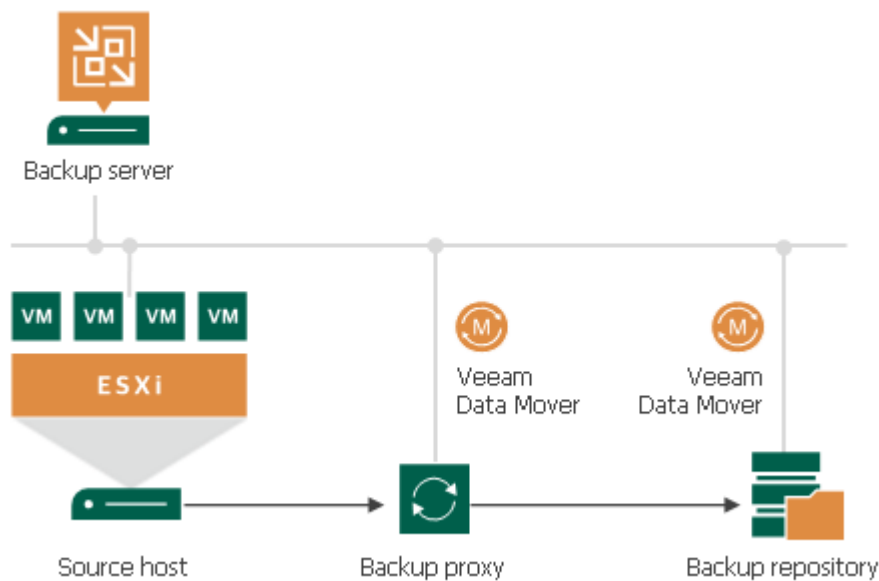 Backup server
VM VM VM VM
ESXi
M
Veeam
Data Mover
M
Veeam
Data Mover
Source host
Backup proxy
Backup repository